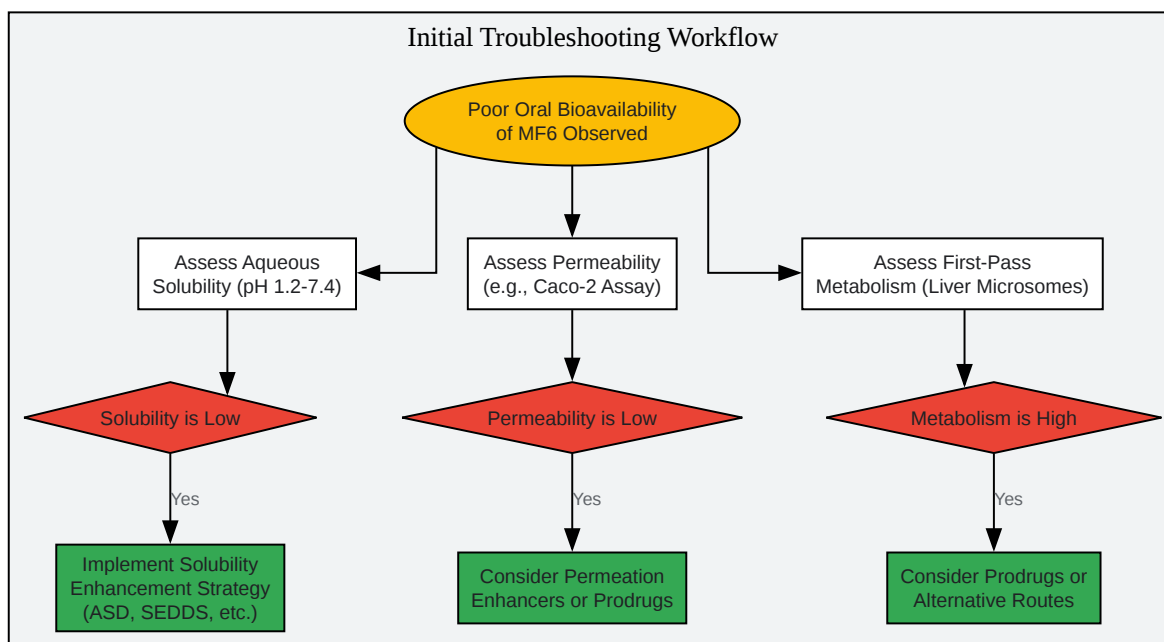 Initial Troubleshooting Workflow
Poor Oral Bioavailability
of MF6 Observed
Assess Aqueous
Solubility (pH 1.2-7.4)
Assess Permeability
(e.g., Caco-2 Assay)
Assess First-Pass
Metabolism (Liver Microsomes)
Solubility is Low
Permeability is Low
Metabolism is High
Yes
Yes
Yes
Implement Solubility
Enhancement Strategy
(ASD, SEDDS, etc.)
Consider Permeation
Enhancers or Prodrugs
Consider Prodrugs or
Alternative Routes